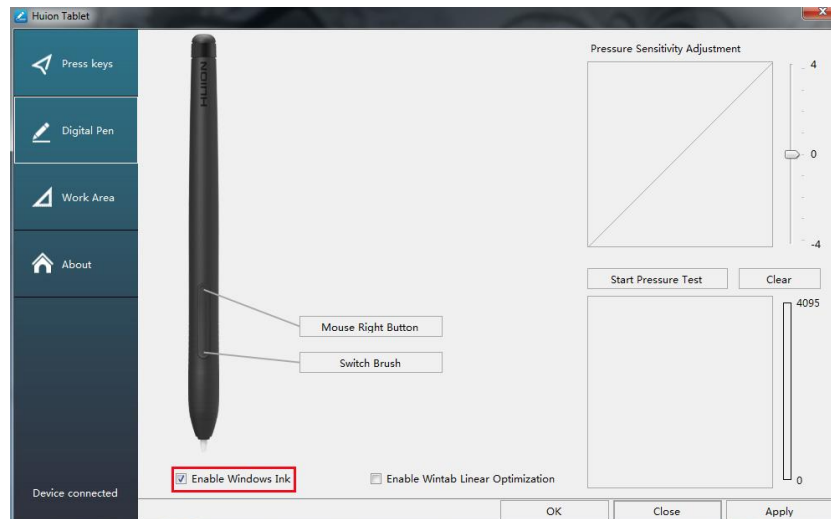 Huion Tablet
Press keys
Digital Pen
Work Area
About
Device connected
HUION
Mouse Right Button
Switch Brush
Enable Windows Ink
Enable Wintab Linear Optimization
Pressure Sensitivity Adjustment
4
0
-4
Start Pressure Test
Clear
4095
0
OK
Close
Apply